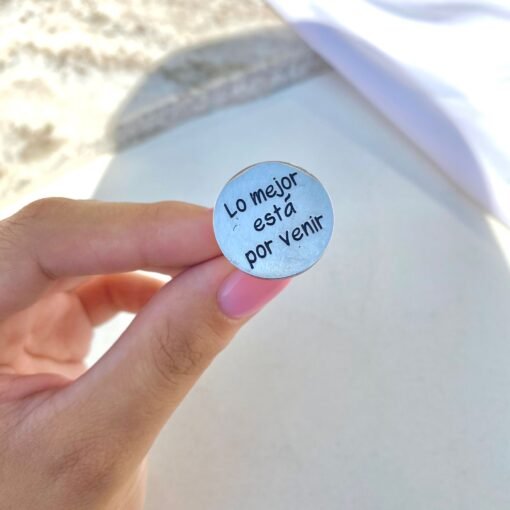 Lo mejor
está
por venir